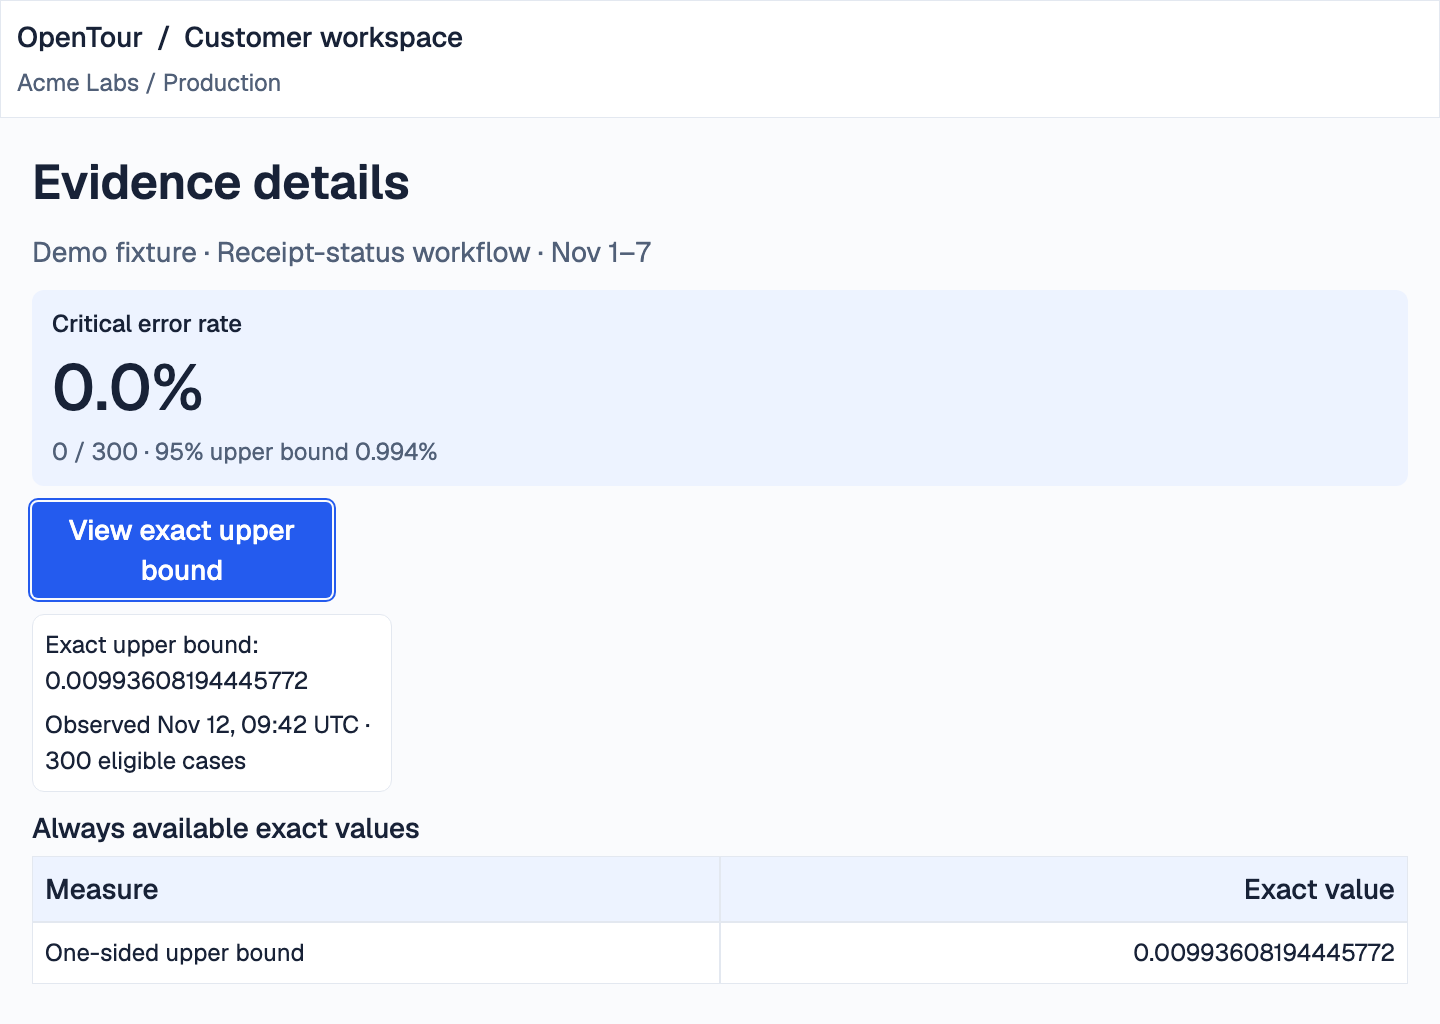 OpenTour / Customer workspace
Acme Labs / Production
Evidence details
Demo fixture · Receipt-status workflow · Nov 1–7
Critical error rate
0.0%
0 / 300 · 95% upper bound 0.994%
View exact upper
bound
Exact upper bound:
0.00993608194445772
Observed Nov 12, 09:42 UTC ·
300 eligible cases
Always available exact values
Measure Exact value
One-sided upper bound 0.00993608194445772